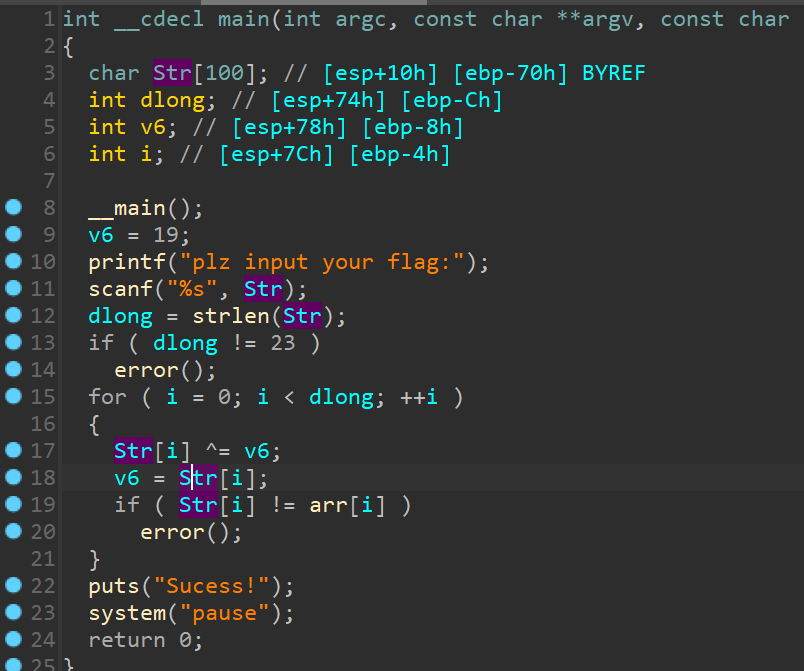 1 int __cdecl main(int argc, const char **argv, const char
2 {
3   char Str[100]; // [esp+10h] [ebp-70h] BYREF
4   int dlong; // [esp+74h] [ebp-Ch]
5   int v6; // [esp+78h] [ebp-8h]
6   int i; // [esp+7Ch] [ebp-4h]
7
8   __main();
9   v6 = 19;
10   printf("plz input your flag:");
11   scanf("%s", Str);
12   dlong = strlen(Str);
13   if ( dlong != 23 )
14     error();
15   for ( i = 0; i < dlong; ++i )
16   {
17     Str[i] ^= v6;
18     v6 = Str[i];
19     if ( Str[i] != arr[i] )
20       error();
21   }
22   puts("Sucess!");
23   system("pause");
24   return 0;
25 }